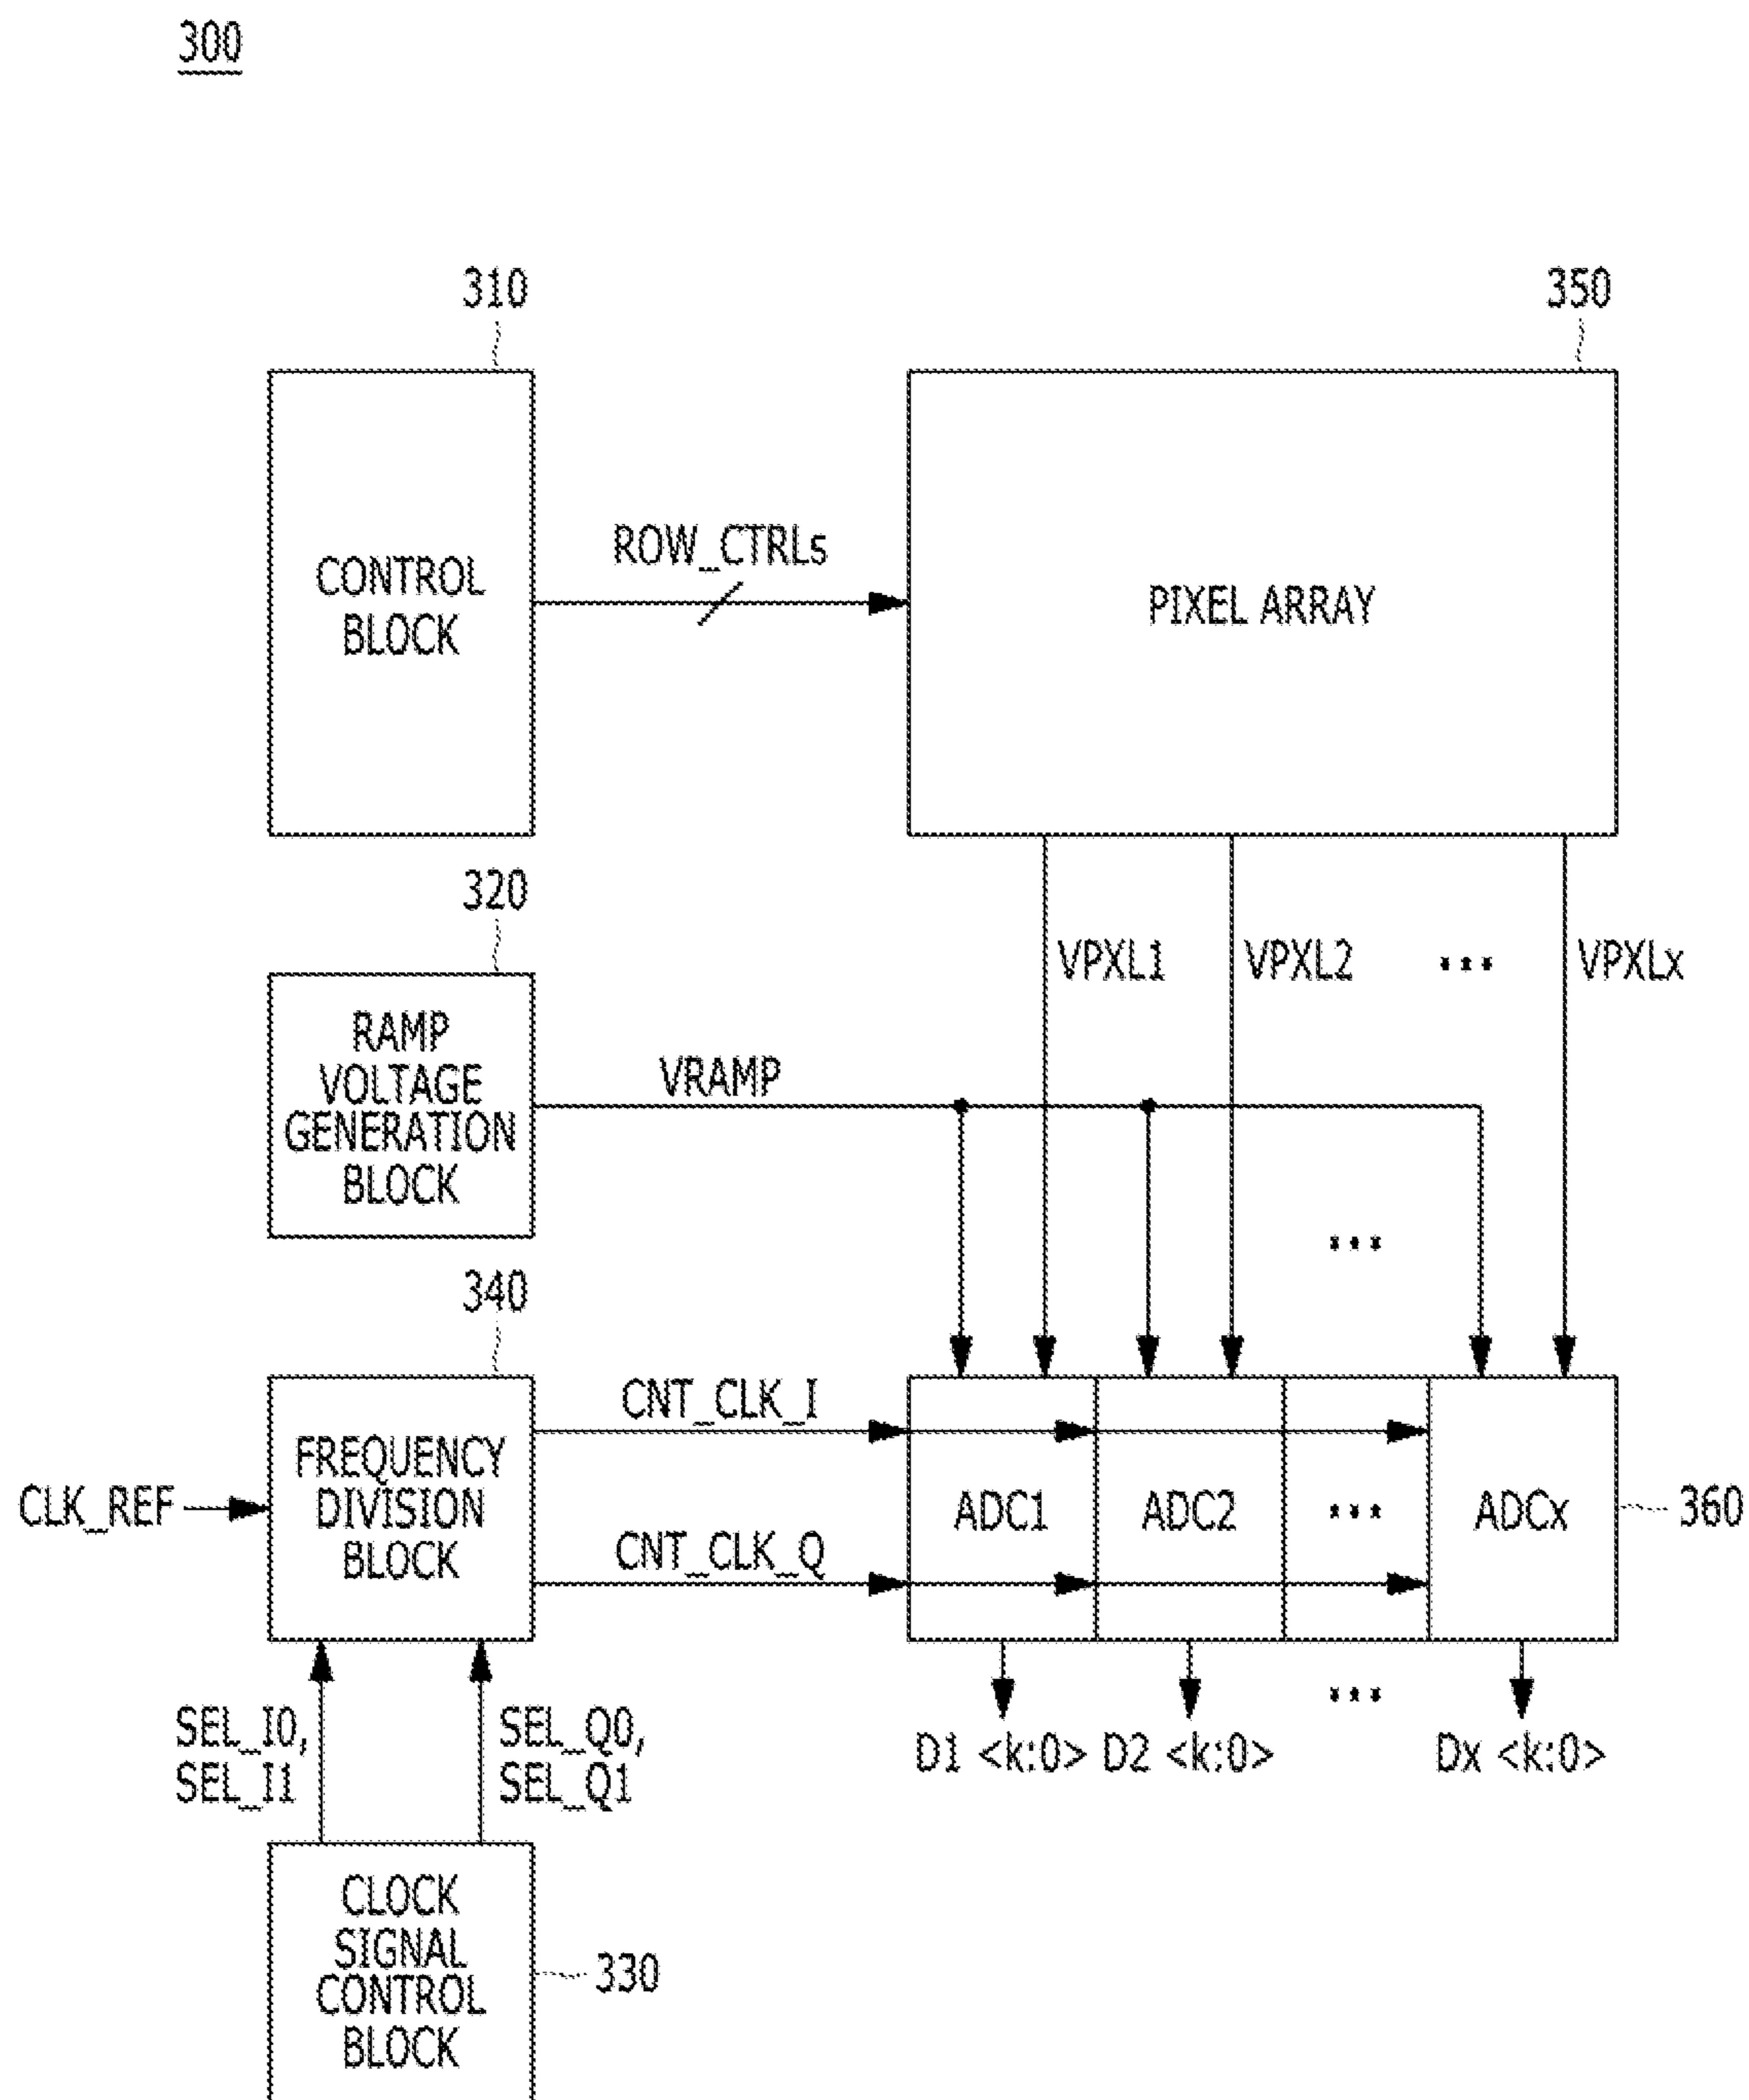 300
310
350
CONTROL
BLOCK
ROW_CTRLs
PIXEL ARRAY
320
VPXL1
VPXL2
...
VPXLx
RAMP
VOLTAGE
GENERATION
BLOCK
VRAMP
...
340
FREQUENCY
DIVISION
BLOCK
CNT_CLK_I
CLK_REF
CNT_CLK_Q
ADC1
ADC2
...
ADCx
360
SEL_I0,
SEL_I1
SEL_Q0,
SEL_Q1
...
D1 <k:0>
D2 <k:0>
Dx <k:0>
CLOCK
SIGNAL
CONTROL
BLOCK
330